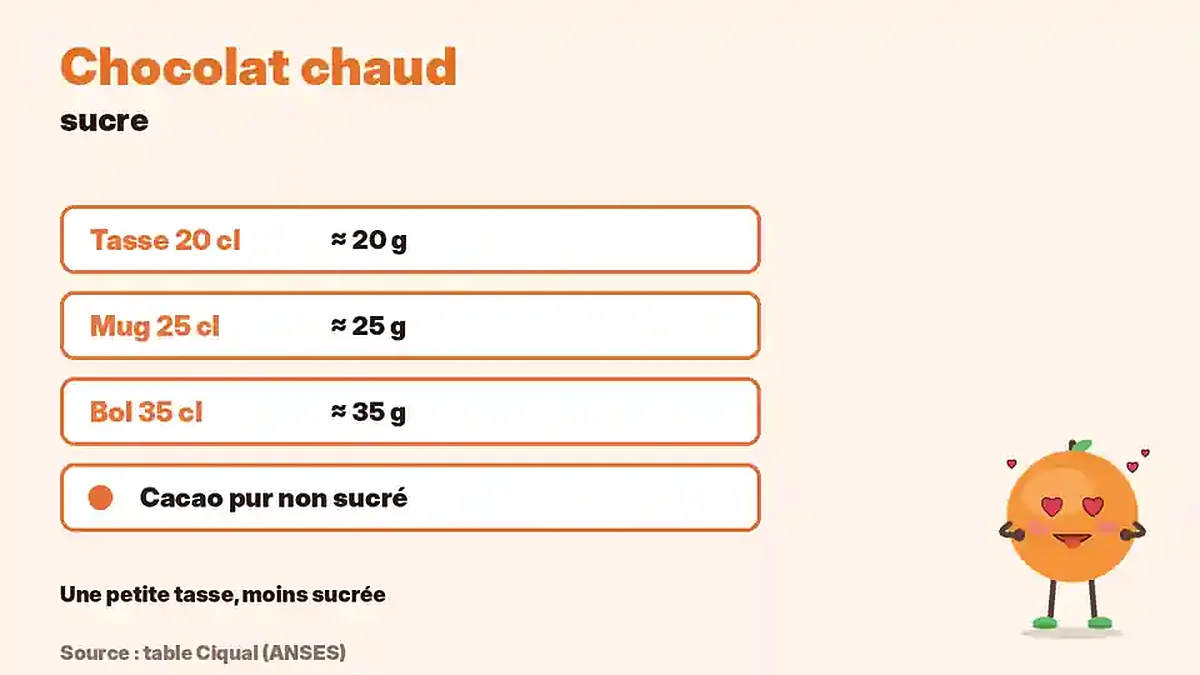 Chocolat chaud
sucre
Tasse 20 cl ≈ 20 g
Mug 25 cl ≈ 25 g
Bol 35 cl ≈ 35 g
Cacao pur non sucré
Une petite tasse, moins sucrée
Source : table Ciqual (ANSES)